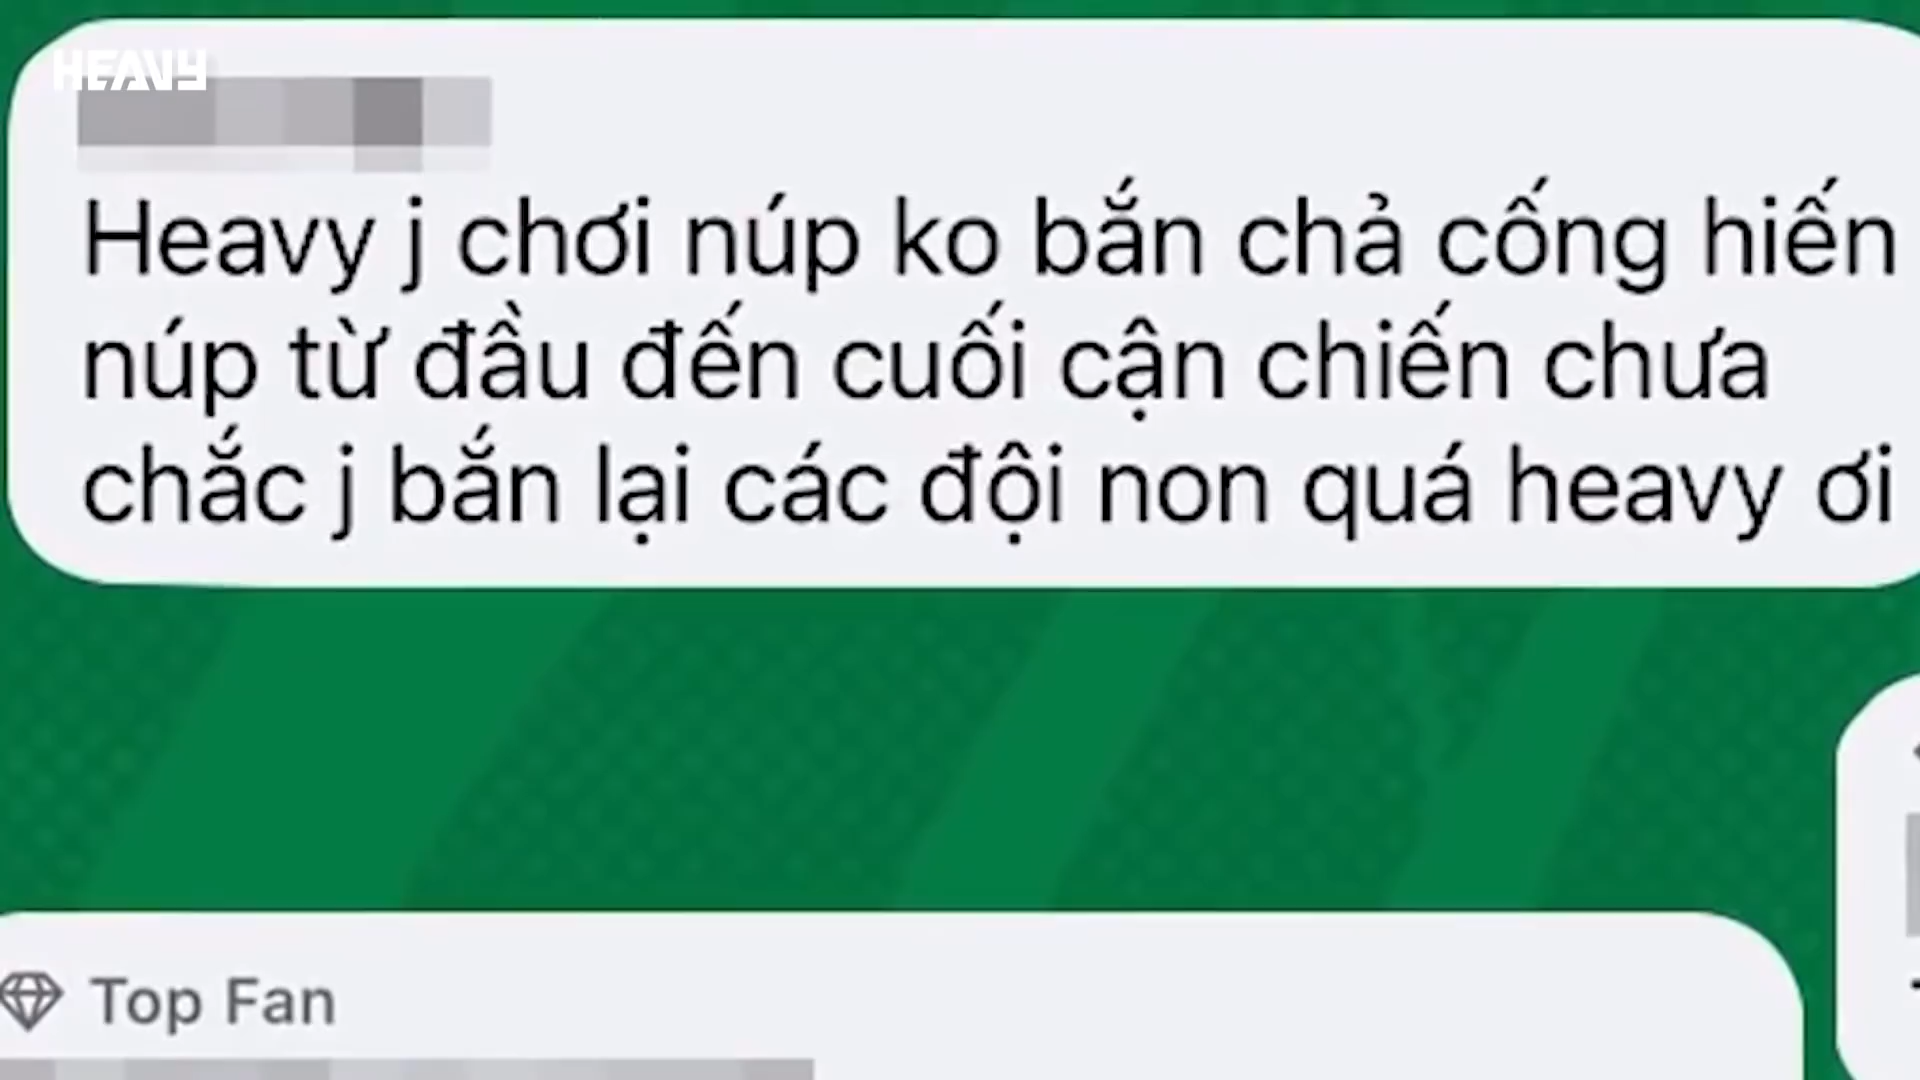 HEAVY
Heavy j chơi núp ko bắn chả cống hiến
núp từ đầu đến cuối cận chiến chưa
chắc j bắn lại các đội non quá heavy ơi
Top Fan